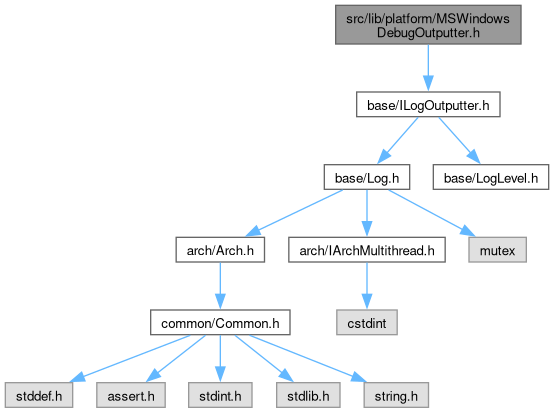 src/lib/platform/MSWindows
DebugOutputter.h
base/ILogOutputter.h
base/Log.h
base/LogLevel.h
arch/Arch.h
arch/IArchMultithread.h
mutex
common/Common.h
cstdint
stddef.h
assert.h
stdint.h
stdlib.h
string.h